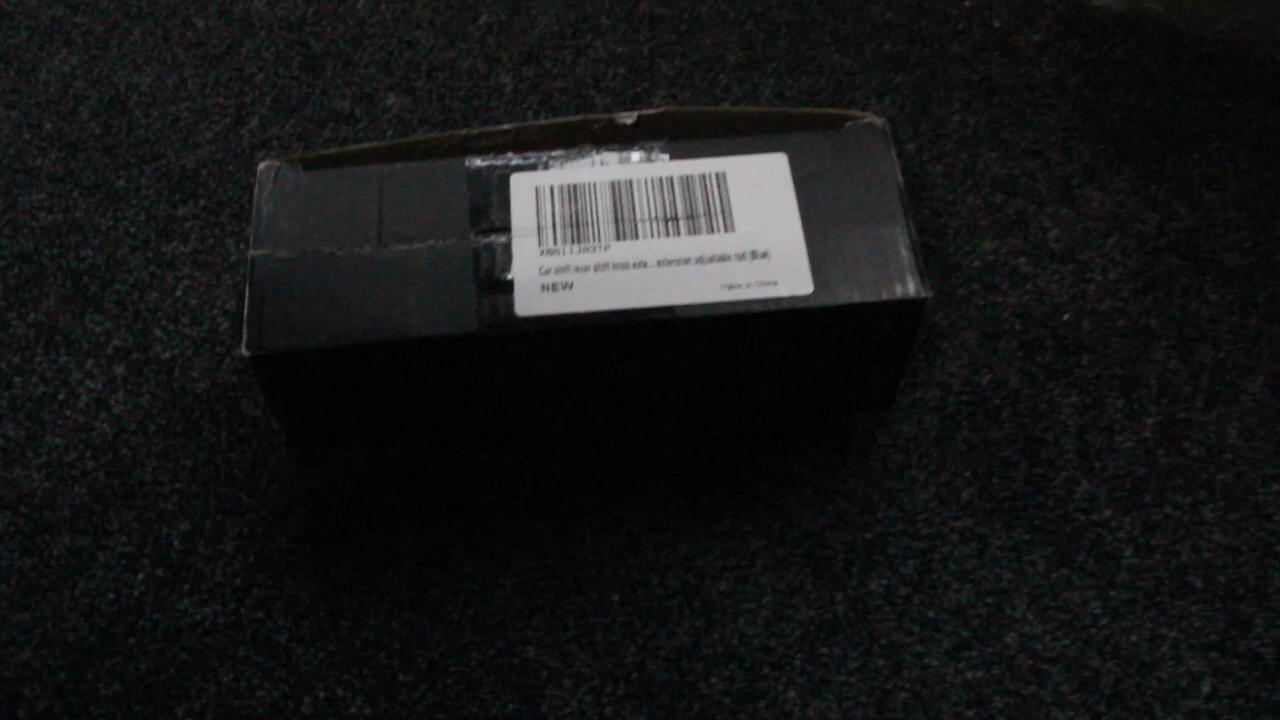 Car shift lever shift knob exte... extension adjustable rod (Blue)
NEW
Made in China